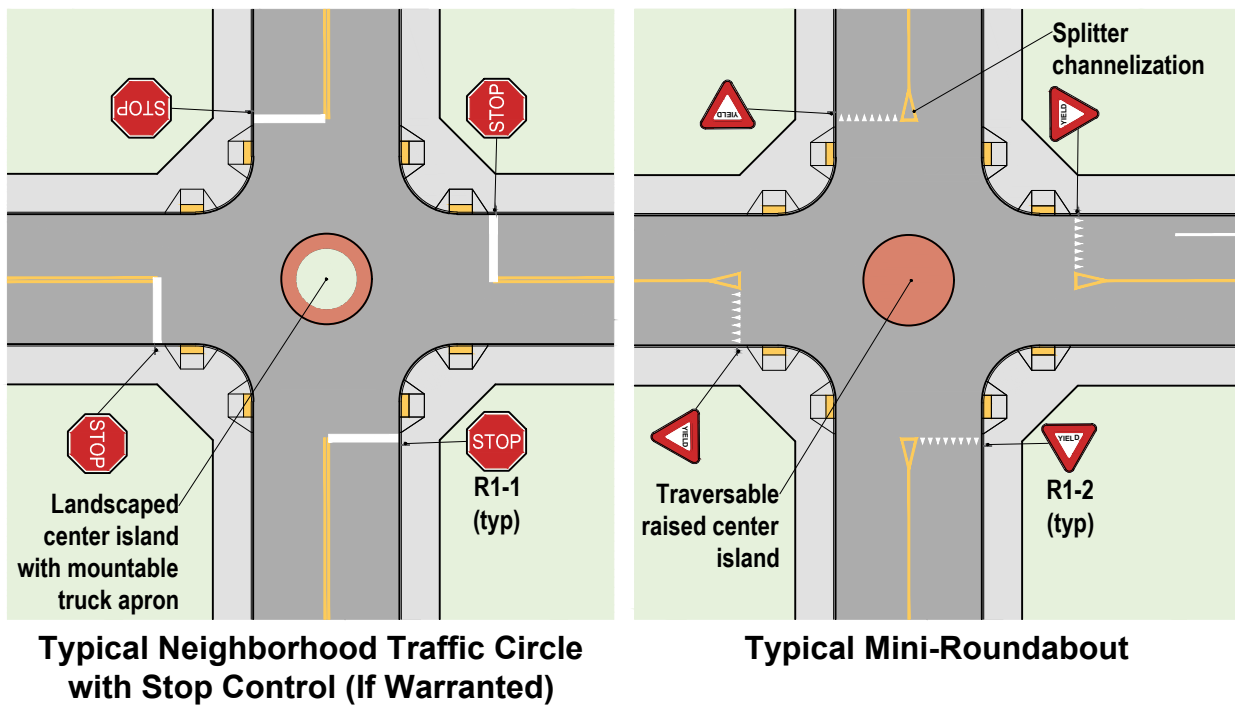 STOP
STOP
STOP
STOP
R1-1
(typ)
Landscaped
center island
with mountable
truck apron
Typical Neighborhood Traffic Circle
with Stop Control (If Warranted)
Splitter
channelization
YIELD
YIELD
YIELD
YIELD
R1-2
(typ)
Traversable
raised center
island
Typical Mini-Roundabout